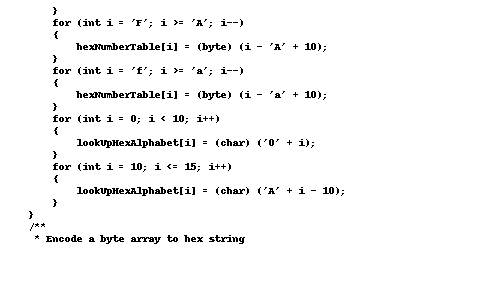 }
for (int i = 'F'; i >= 'A'; i--)
{
hexNumberTable[i] = (byte) (i - 'A' + 10);
}
for (int i = 'f'; i >= 'a'; i--)
{
hexNumberTable[i] = (byte) (i - 'a' + 10);
}
for (int i = 0; i < 10; i++)
{
lookUpHexAlphabet[i] = (char) ('0' + i);
}
for (int i = 10; i <= 15; i++)
{
lookUpHexAlphabet[i] = (char) ('A' + i - 10);
}
}
/**
* Encode a byte array to hex string